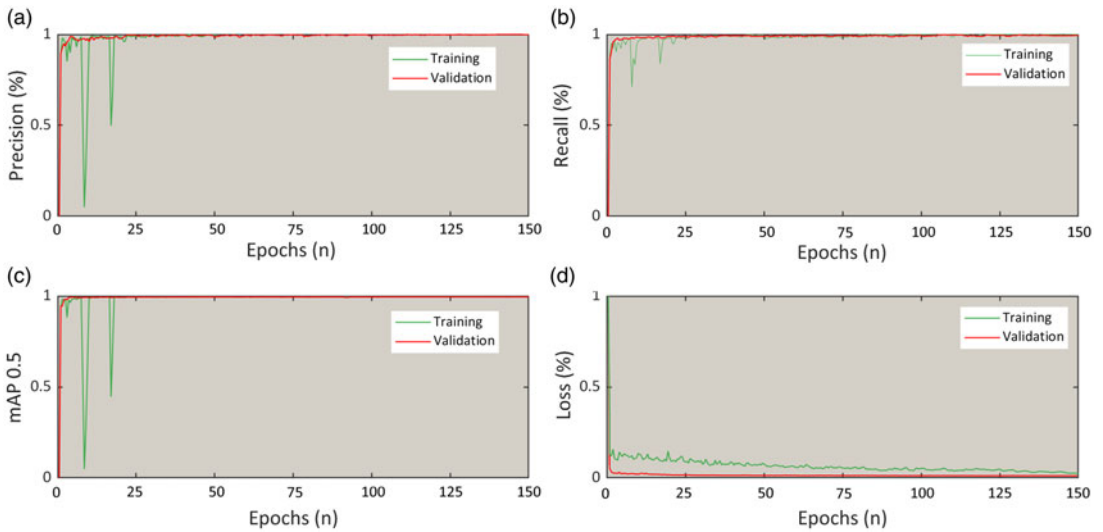 (a)
1
0.5
1
Precision (%)
Training
Validation
0 25 50 75 100 125 150
Epochs (n)
(b)
1
0.5
1
Recall (%)
Training
Validation
0 25 50 75 100 125 150
Epochs (n)
(c)
1
0.5
0
mAP 0.5
Training
Validation
0 25 50 75 100 125 150
Epochs (n)
(d)
1
0.5
0
Loss (%)
Training
Validation
0 25 50 75 100 125 150
Epochs (n)